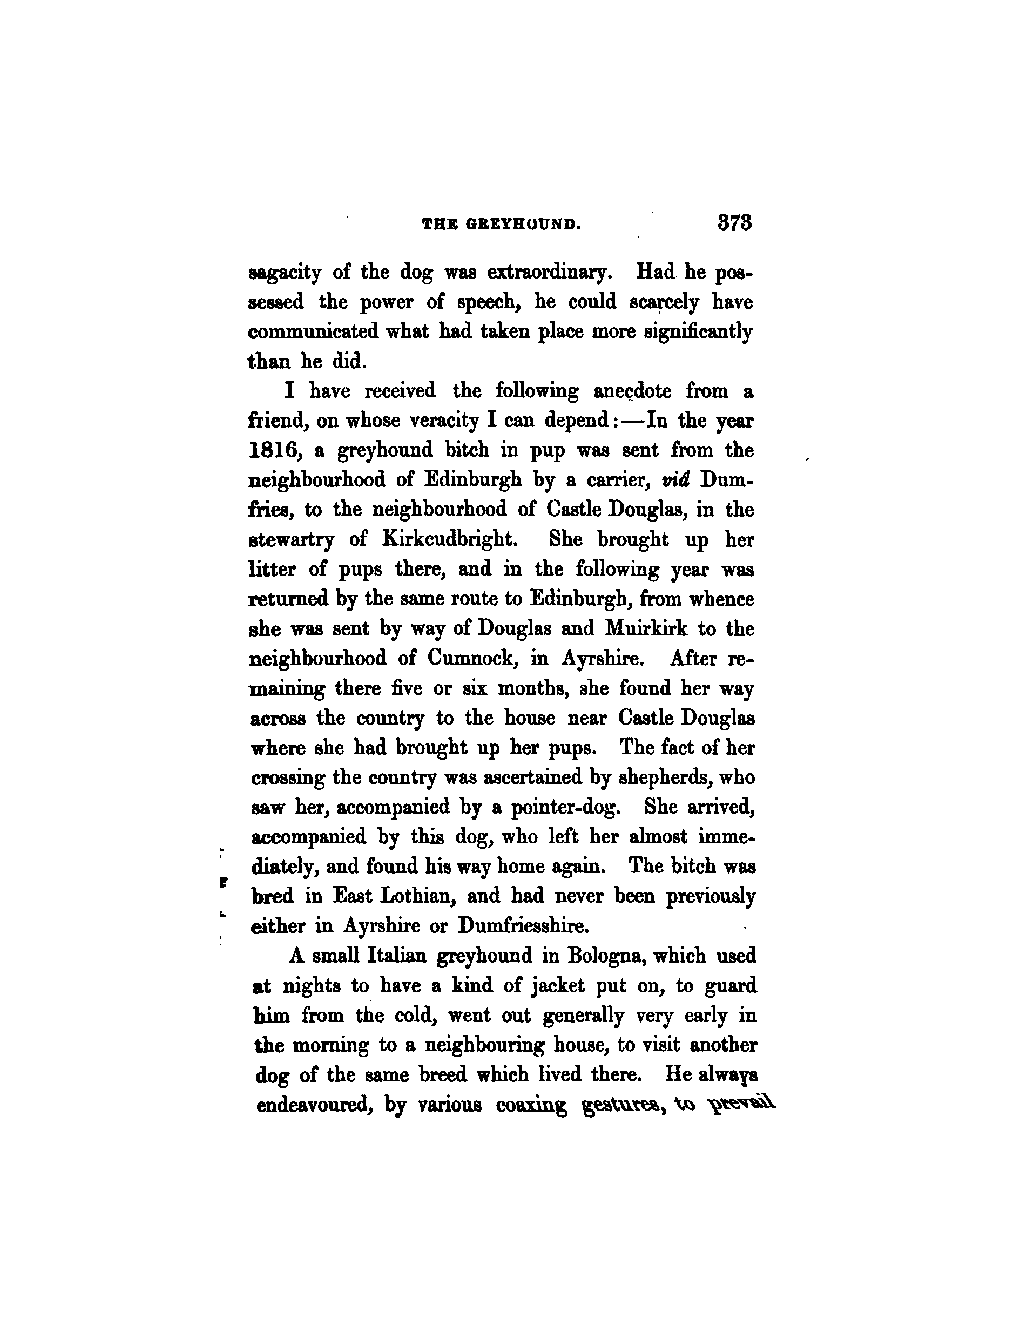 THE GREYHOUND. 373
sagacity of the dog was extraordinary. Had he pos-
sessed the power of speech, he could scarcely have
communicated what had taken place more significantly
than he did.
I have received the following anecdote from a
friend, on whose veracity I can depend:—In the year
1816, a greyhound bitch in pup was sent from the
neighbourhood of Edinburgh by a carrier, viâ Dum-
fries, to the neighbourhood of Castle Douglas, in the
stewartry of Kirkcudbright. She brought up her
litter of pups there, and in the following year was
returned by the same route to Edinburgh, from whence
she was sent by way of Douglas and Muirkirk to the
neighbourhood of Cumnock, in Ayrshire. After re-
maining there five or six months, she found her way
across the country to the house near Castle Douglas
where she had brought up her pups. The fact of her
crossing the country was ascertained by shepherds, who
saw her, accompanied by a pointer-dog. She arrived,
accompanied by this dog, who left her almost imme-
diately, and found his way home again. The bitch was
bred in East Lothian, and had never been previously
either in Ayrshire or Dumfriesshire.
A small Italian greyhound in Bologna, which used
at nights to have a kind of jacket put on, to guard
him from the cold, went out generally very early in
the morning to a neighbouring house, to visit another
dog of the same breed which lived there. He always
endeavoured, by various coaxing gestures, to prevail